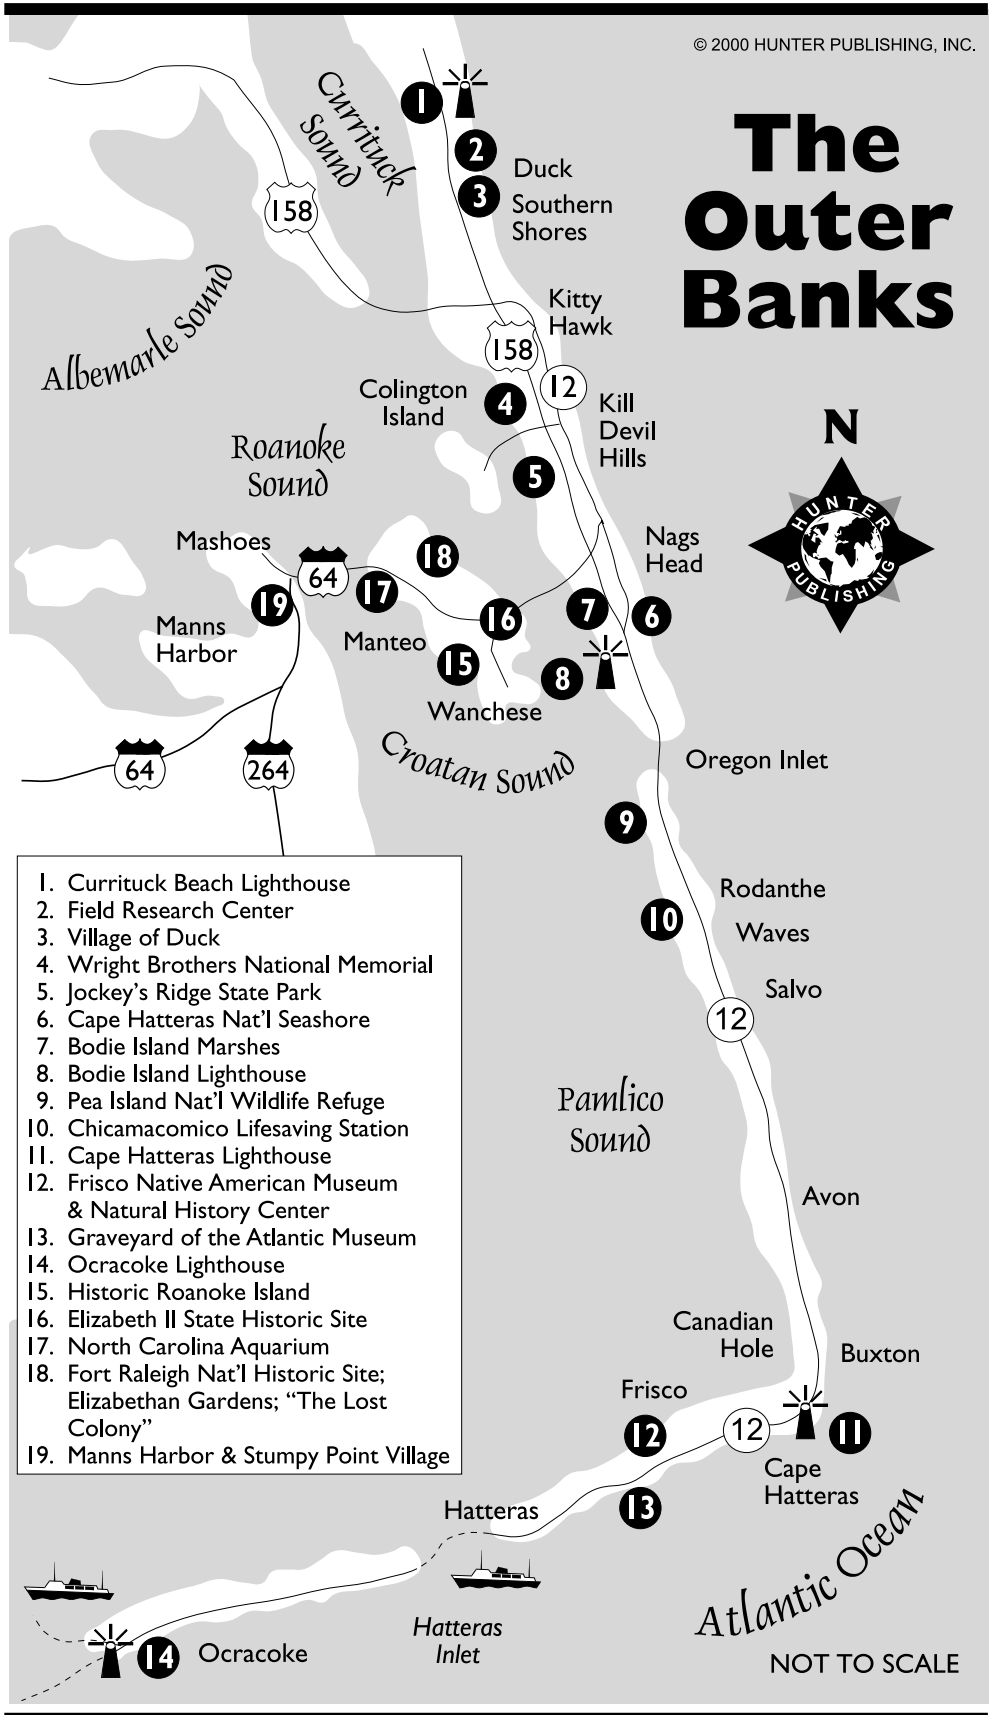 © 2000 HUNTER PUBLISHING, INC.
The
Outer
Banks
Currituck
Sound
1
2
Duck
3
Southern
Shores
158
Albemarle Sound
Kitty
Hawk
158
12
Colington
Island
4
Kill
Devil
Hills
N
HUNTER
PUBLISHING
Roanoke
Sound
5
Mashoes
64
18
Nags
Head
19
17
16
7
6
Manns
Harbor
Manteo
15
8
Wanchese
64
264
Croatan Sound
Oregon Inlet
9
Rodanthe
10
Waves
Salvo
12
Pamlico
Sound
Avon
Canadian
Hole
Buxton
Frisco
12
12
11
Cape
Hatteras
13
Hatteras
Atlantic Ocean
Hatteras
Inlet
14
Ocracoke
NOT TO SCALE
1. Currituck Beach Lighthouse
2. Field Research Center
3. Village of Duck
4. Wright Brothers National Memorial
5. Jockey's Ridge State Park
6. Cape Hatteras Nat'l Seashore
7. Bodie Island Marshes
8. Bodie Island Lighthouse
9. Pea Island Nat'l Wildlife Refuge
10. Chicamacomico Lifesaving Station
11. Cape Hatteras Lighthouse
12. Frisco Native American Museum
& Natural History Center
13. Graveyard of the Atlantic Museum
14. Ocracoke Lighthouse
15. Historic Roanoke Island
16. Elizabeth II State Historic Site
17. North Carolina Aquarium
18. Fort Raleigh Nat'l Historic Site;
Elizabethan Gardens; “The Lost
Colony”
19. Manns Harbor & Stumpy Point Village